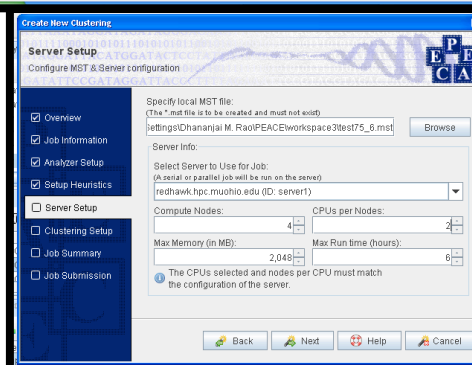 Create New Clustering
Server Setup
Configure MST & Server configuration
E P E
C A
Overview
Job Information
Analyzer Setup
Setup Heuristics
Server Setup
Clustering Setup
Job Summary
Job Submission
Specify local MST file:
(The *.mst file is to be created and must not exist)
Settings\Dhananjai M. Rao\PEACE\workspace3\test75_6.mst
Browse
Server Info:
Select Server to Use for Job:
(A serial or parallel job will be run on the server)
redhawk.hpc.muohio.edu (ID: server1)
Compute Nodes:
CPUs per Nodes:
4
2
Max Memory (in MB):
Max Run time (hours):
2,048
6
The CPUs selected and nodes per CPU must match
the configuration of the server.
Back
Next
Help
Cancel